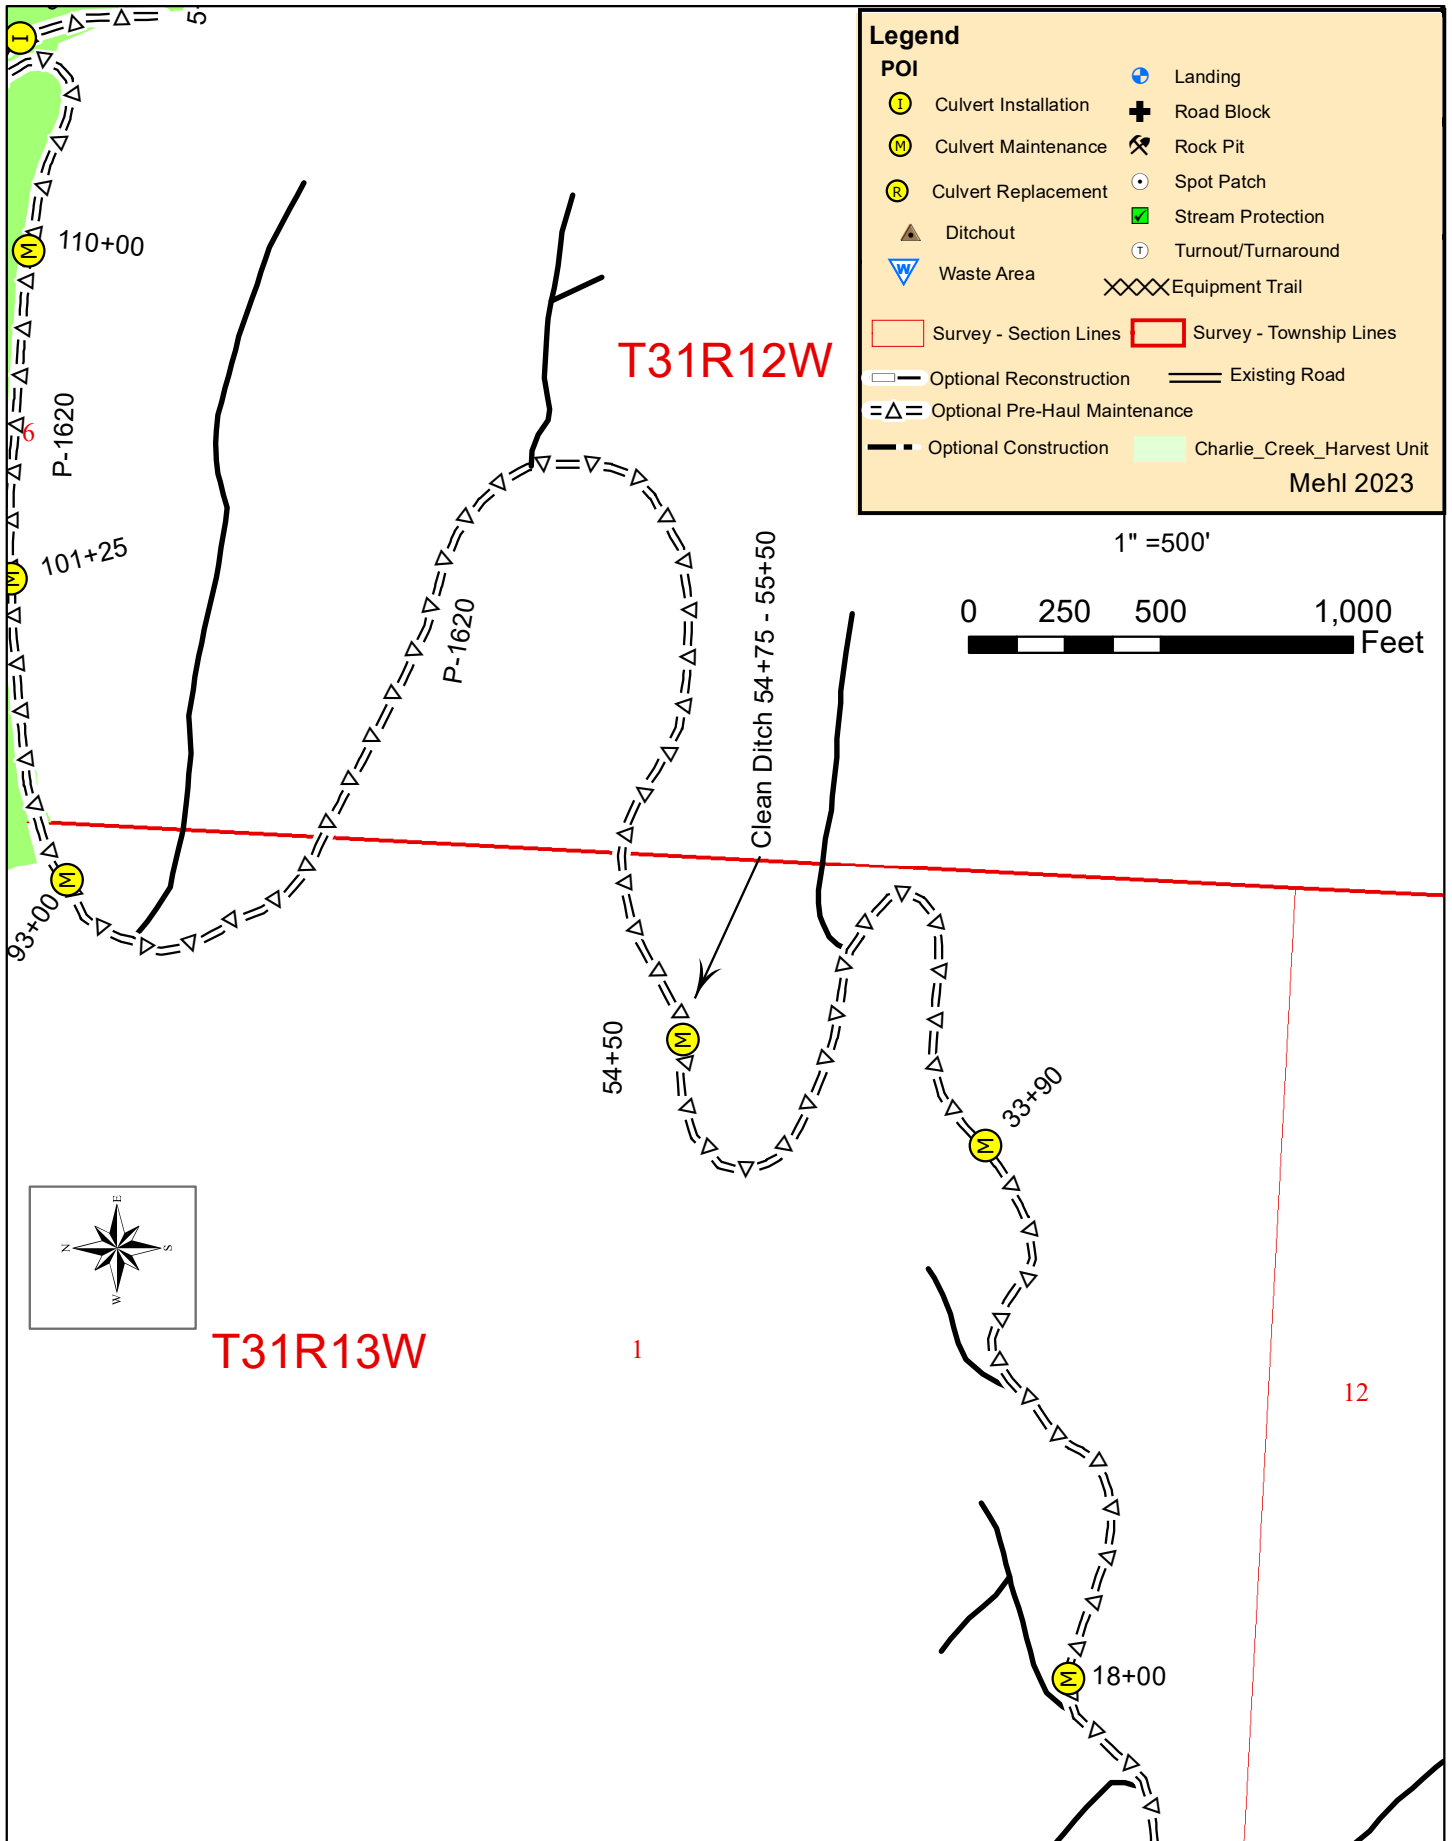 5
Legend
POI
I Culvert Installation
M Culvert Maintenance
R Culvert Replacement
Ditchout
W Waste Area
Landing
Road Block
Rock Pit
Spot Patch
Stream Protection
T Turnout/Turnaround
Equipment Trail
Survey - Section Lines
Survey - Township Lines
Optional Reconstruction
Existing Road
Optional Pre-Haul Maintenance
Optional Construction
Charlie_Creek_Harvest Unit
Mehl 2023
1" =500'
0 250 500 1,000
Feet
I
M 110+00
T31R12W
6
P-1620
M 101+25
P-1620
Clean Ditch 54+75 - 55+50
M
93+00
54+50
M
33+90
M
E
N S
W
T31R13W
1
12
M 18+00